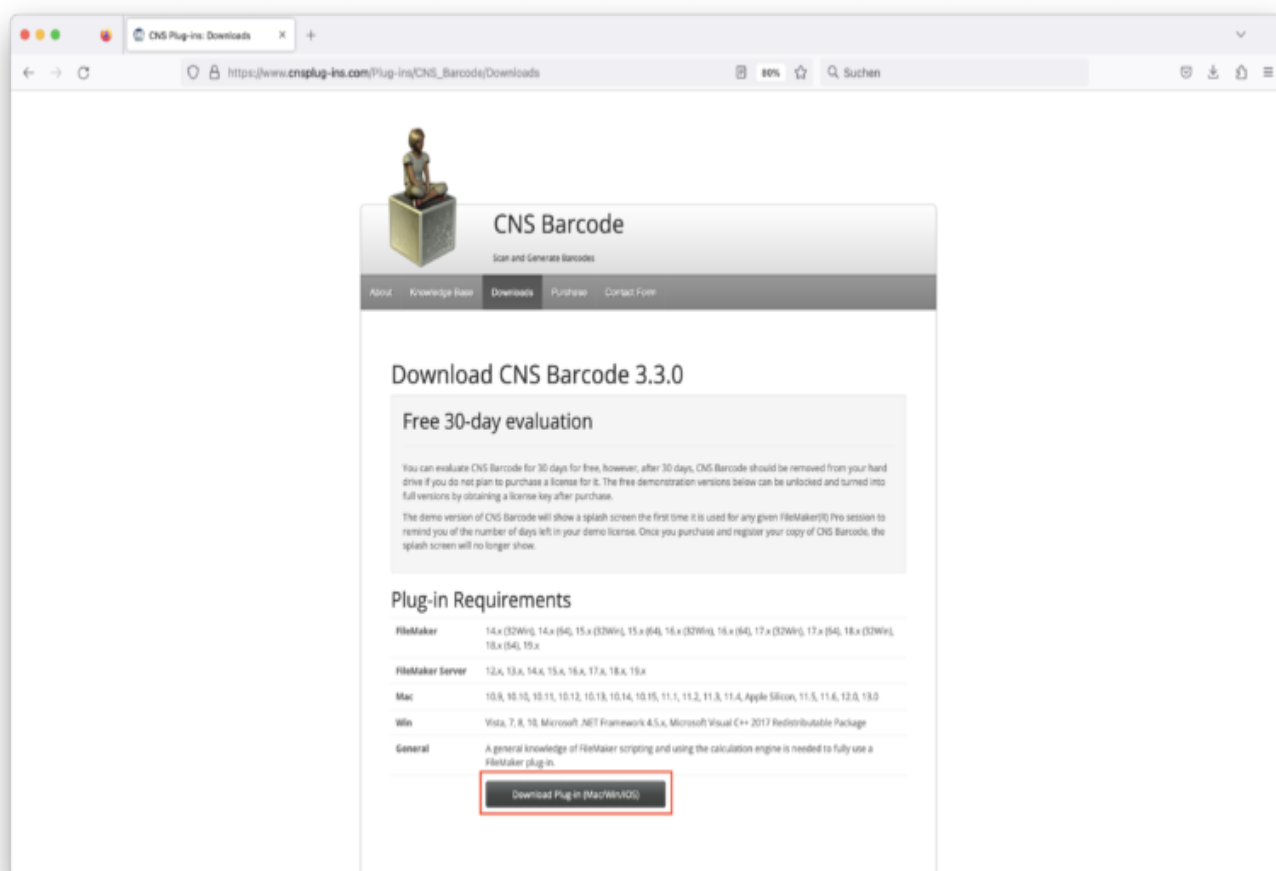 CNS Plug-ins: Downloads
https://www.cnsplug-ins.com/Plug-ins/CNS_Barcode/Downloads
80%
Suchen
CNS Barcode
Scan and Generate Barcodes
About Knowledge Base Downloads Purchase Contact Form
Download CNS Barcode 3.3.0
Free 30-day evaluation
You can evaluate CNS Barcode for 30 days for free, however, after 30 days, CNS Barcode should be removed from your hard
drive if you do not plan to purchase a license for it. The free demonstration versions below can be unlocked and turned into
full versions by obtaining a license key after purchase.
The demo version of CNS Barcode will show a splash screen the first time it is used for any given FileMaker(R) Pro session to
remind you of the number of days left in your demo license. Once you purchase and register your copy of CNS Barcode, the
splash screen will no longer show.
Plug-in Requirements
FileMaker 14.x (32Win), 14.x (64), 15.x (32Win), 15.x (64), 16.x (32Win), 16.x (64), 17.x (32Win), 17.x (64), 18.x (32Win),
18.x (64), 19.x
FileMaker Server 12.x, 13.x, 14.x, 15.x, 16.x, 17.x, 18.x, 19.x
Mac 10.9, 10.10, 10.11, 10.12, 10.13, 10.14, 10.15, 11.1, 11.2, 11.3, 11.4, Apple Silicon, 11.5, 11.6, 12.0, 13.0
Win Vista, 7, 8, 10, Microsoft .NET Framework 4.5.x, Microsoft Visual C++ 2017 Redistributable Package
General A general knowledge of FileMaker scripting and using the calculation engine is needed to fully use a
FileMaker plug-in.
Download Plug-in (Mac/Win/iOS)